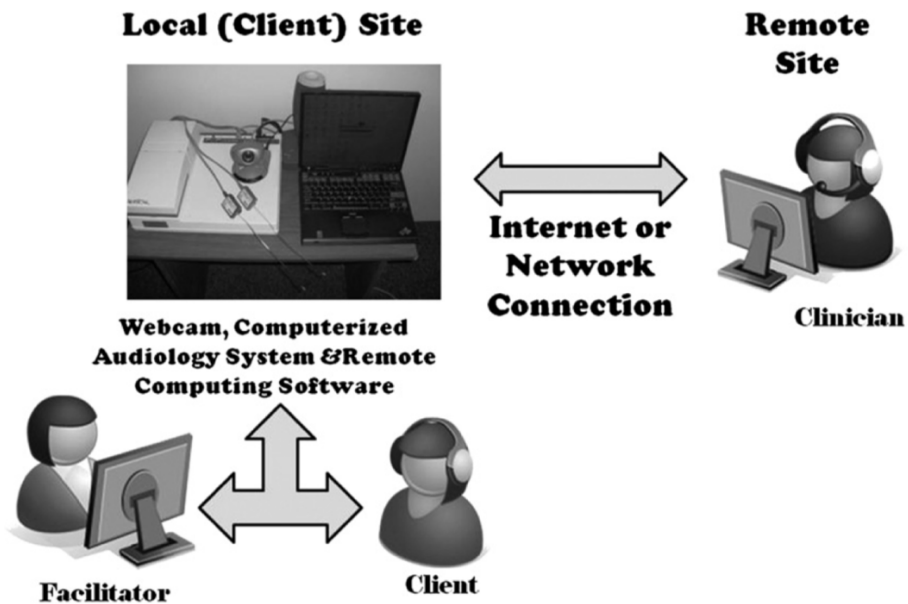 Local (Client) Site
Remote
Site
Internet or
Network
Connection
Clinician
Webcam, Computerized
Audiology System &Remote
Computing Software
Facilitator
Client